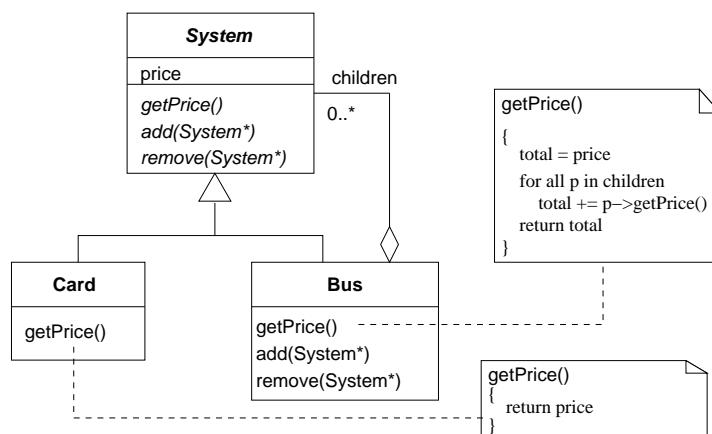 System
price
getPrice()
add(System*)
remove(System*)
children
0..*
getPrice()
{
total = price
for all p in children
total += p−>getPrice()
return total
}
Card
getPrice()
Bus
getPrice()
add(System*)
remove(System*)
getPrice()
{
return price
}